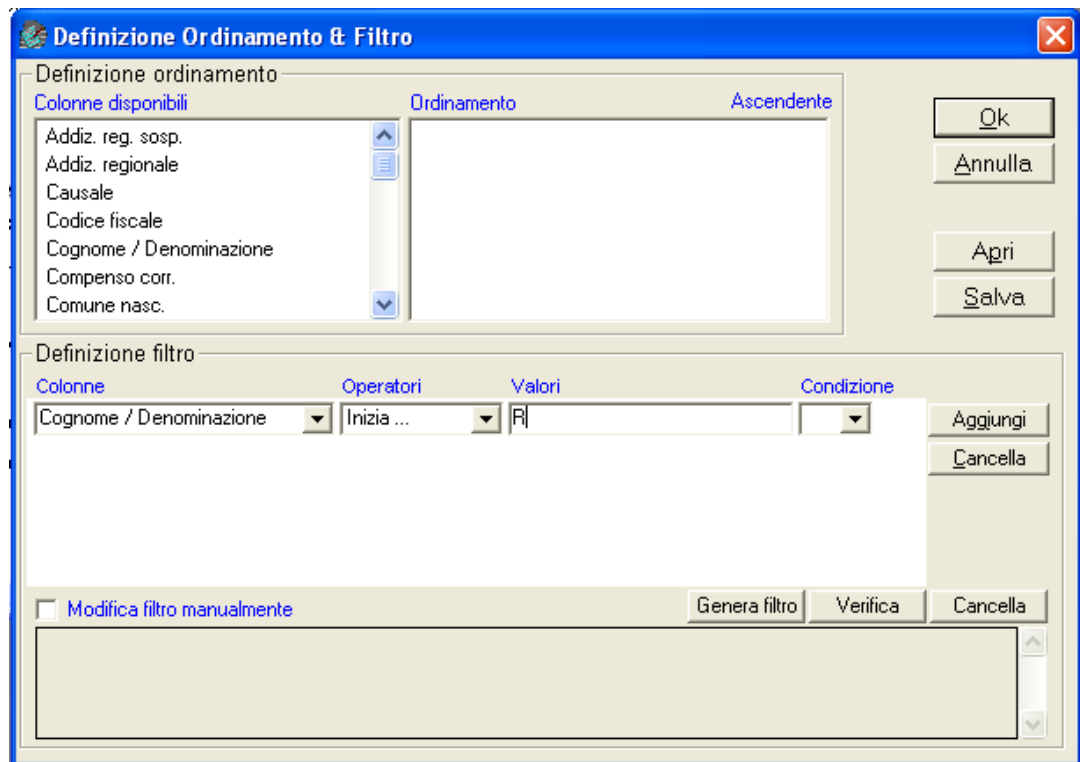 Definizione Ordinamento & Filtro
Definizione ordinamento
Colonne disponibili Ordinamento Ascendente
Addiz. reg. sosp.
Addiz. regionale
Causale
Codice fiscale
Cognome / Denominazione
Compenso corr.
Comune nasc.
Ok
Annulla
Apri
Salva
Definizione filtro
Colonne Operatori Valori Condizione
Cognome / Denominazione Inizia ... R Aggiungi
Cancella
Modifica filtro manualmente Genera filtro Verifica Cancella